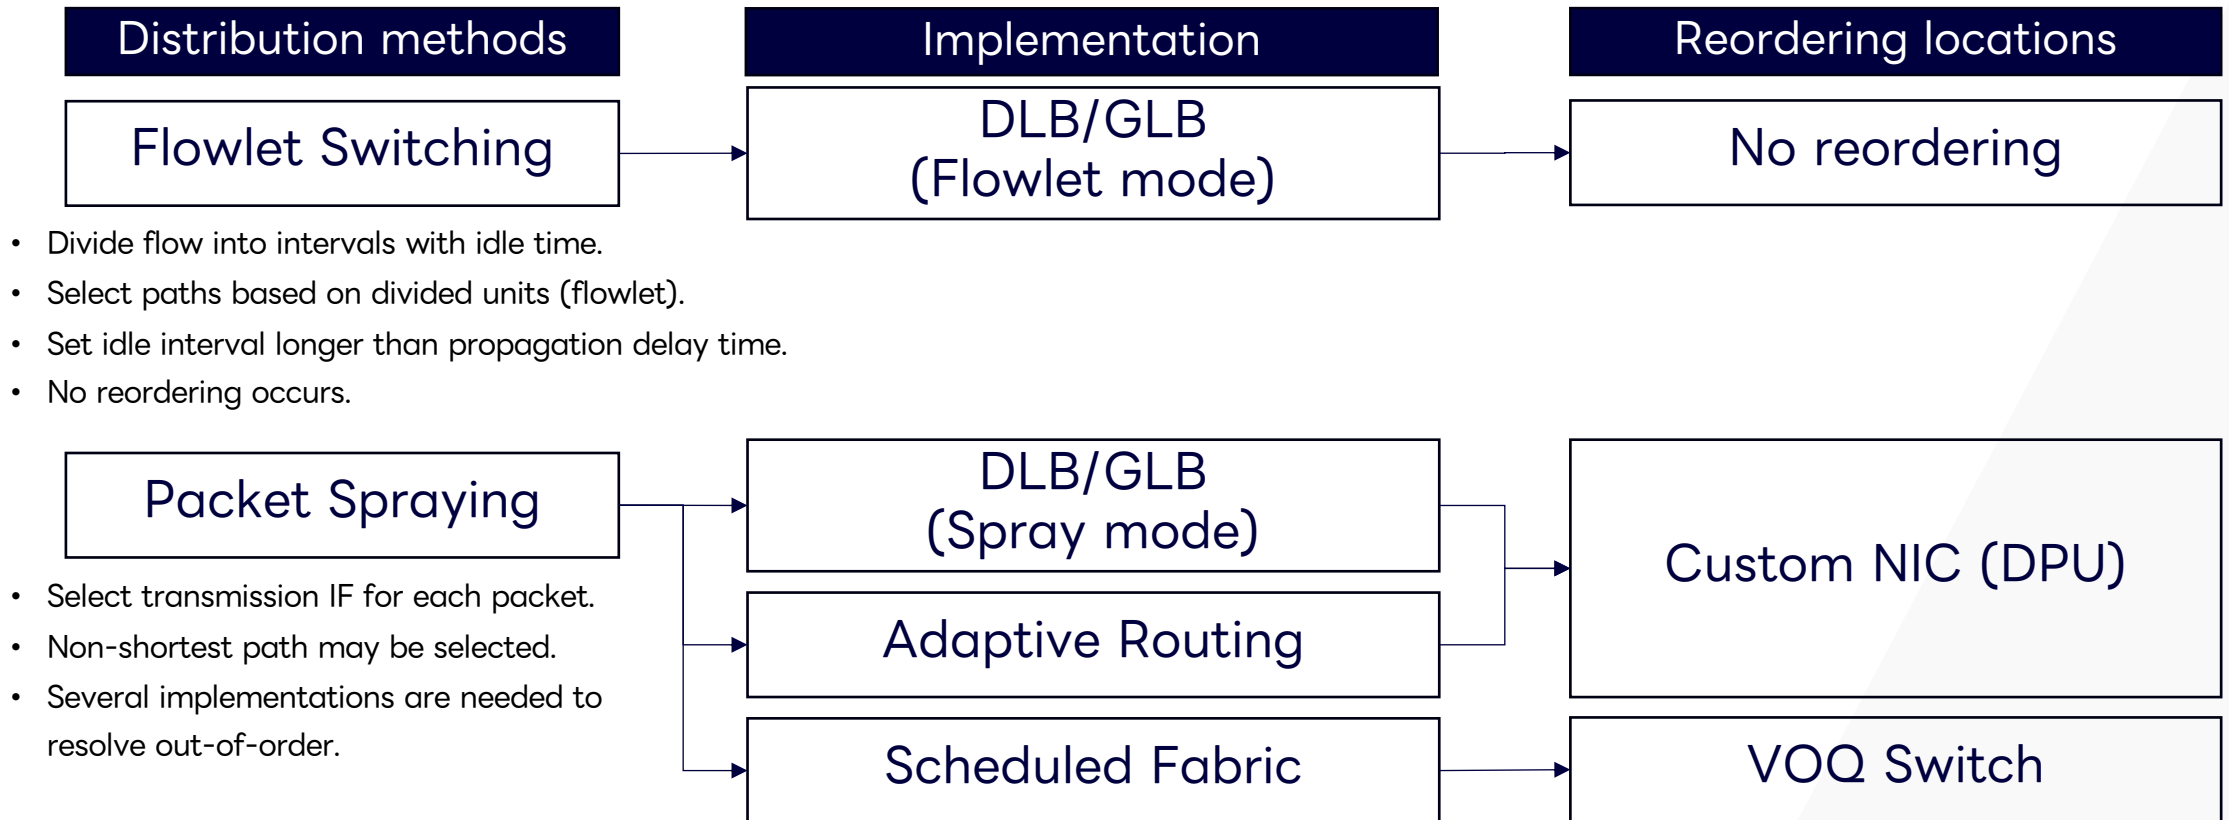 Distribution methods
Implementation
Reordering locations
Flowlet Switching
DLB/GLB
(Flowlet mode)
No reordering
• Divide flow into intervals with idle time.
• Select paths based on divided units (flowlet).
• Set idle interval longer than propagation delay time.
• No reordering occurs.
Packet Spraying
DLB/GLB
(Spray mode)
Custom NIC (DPU)
• Select transmission IF for each packet.
• Non-shortest path may be selected.
• Several implementations are needed to
resolve out-of-order.
Adaptive Routing
Scheduled Fabric
VOQ Switch